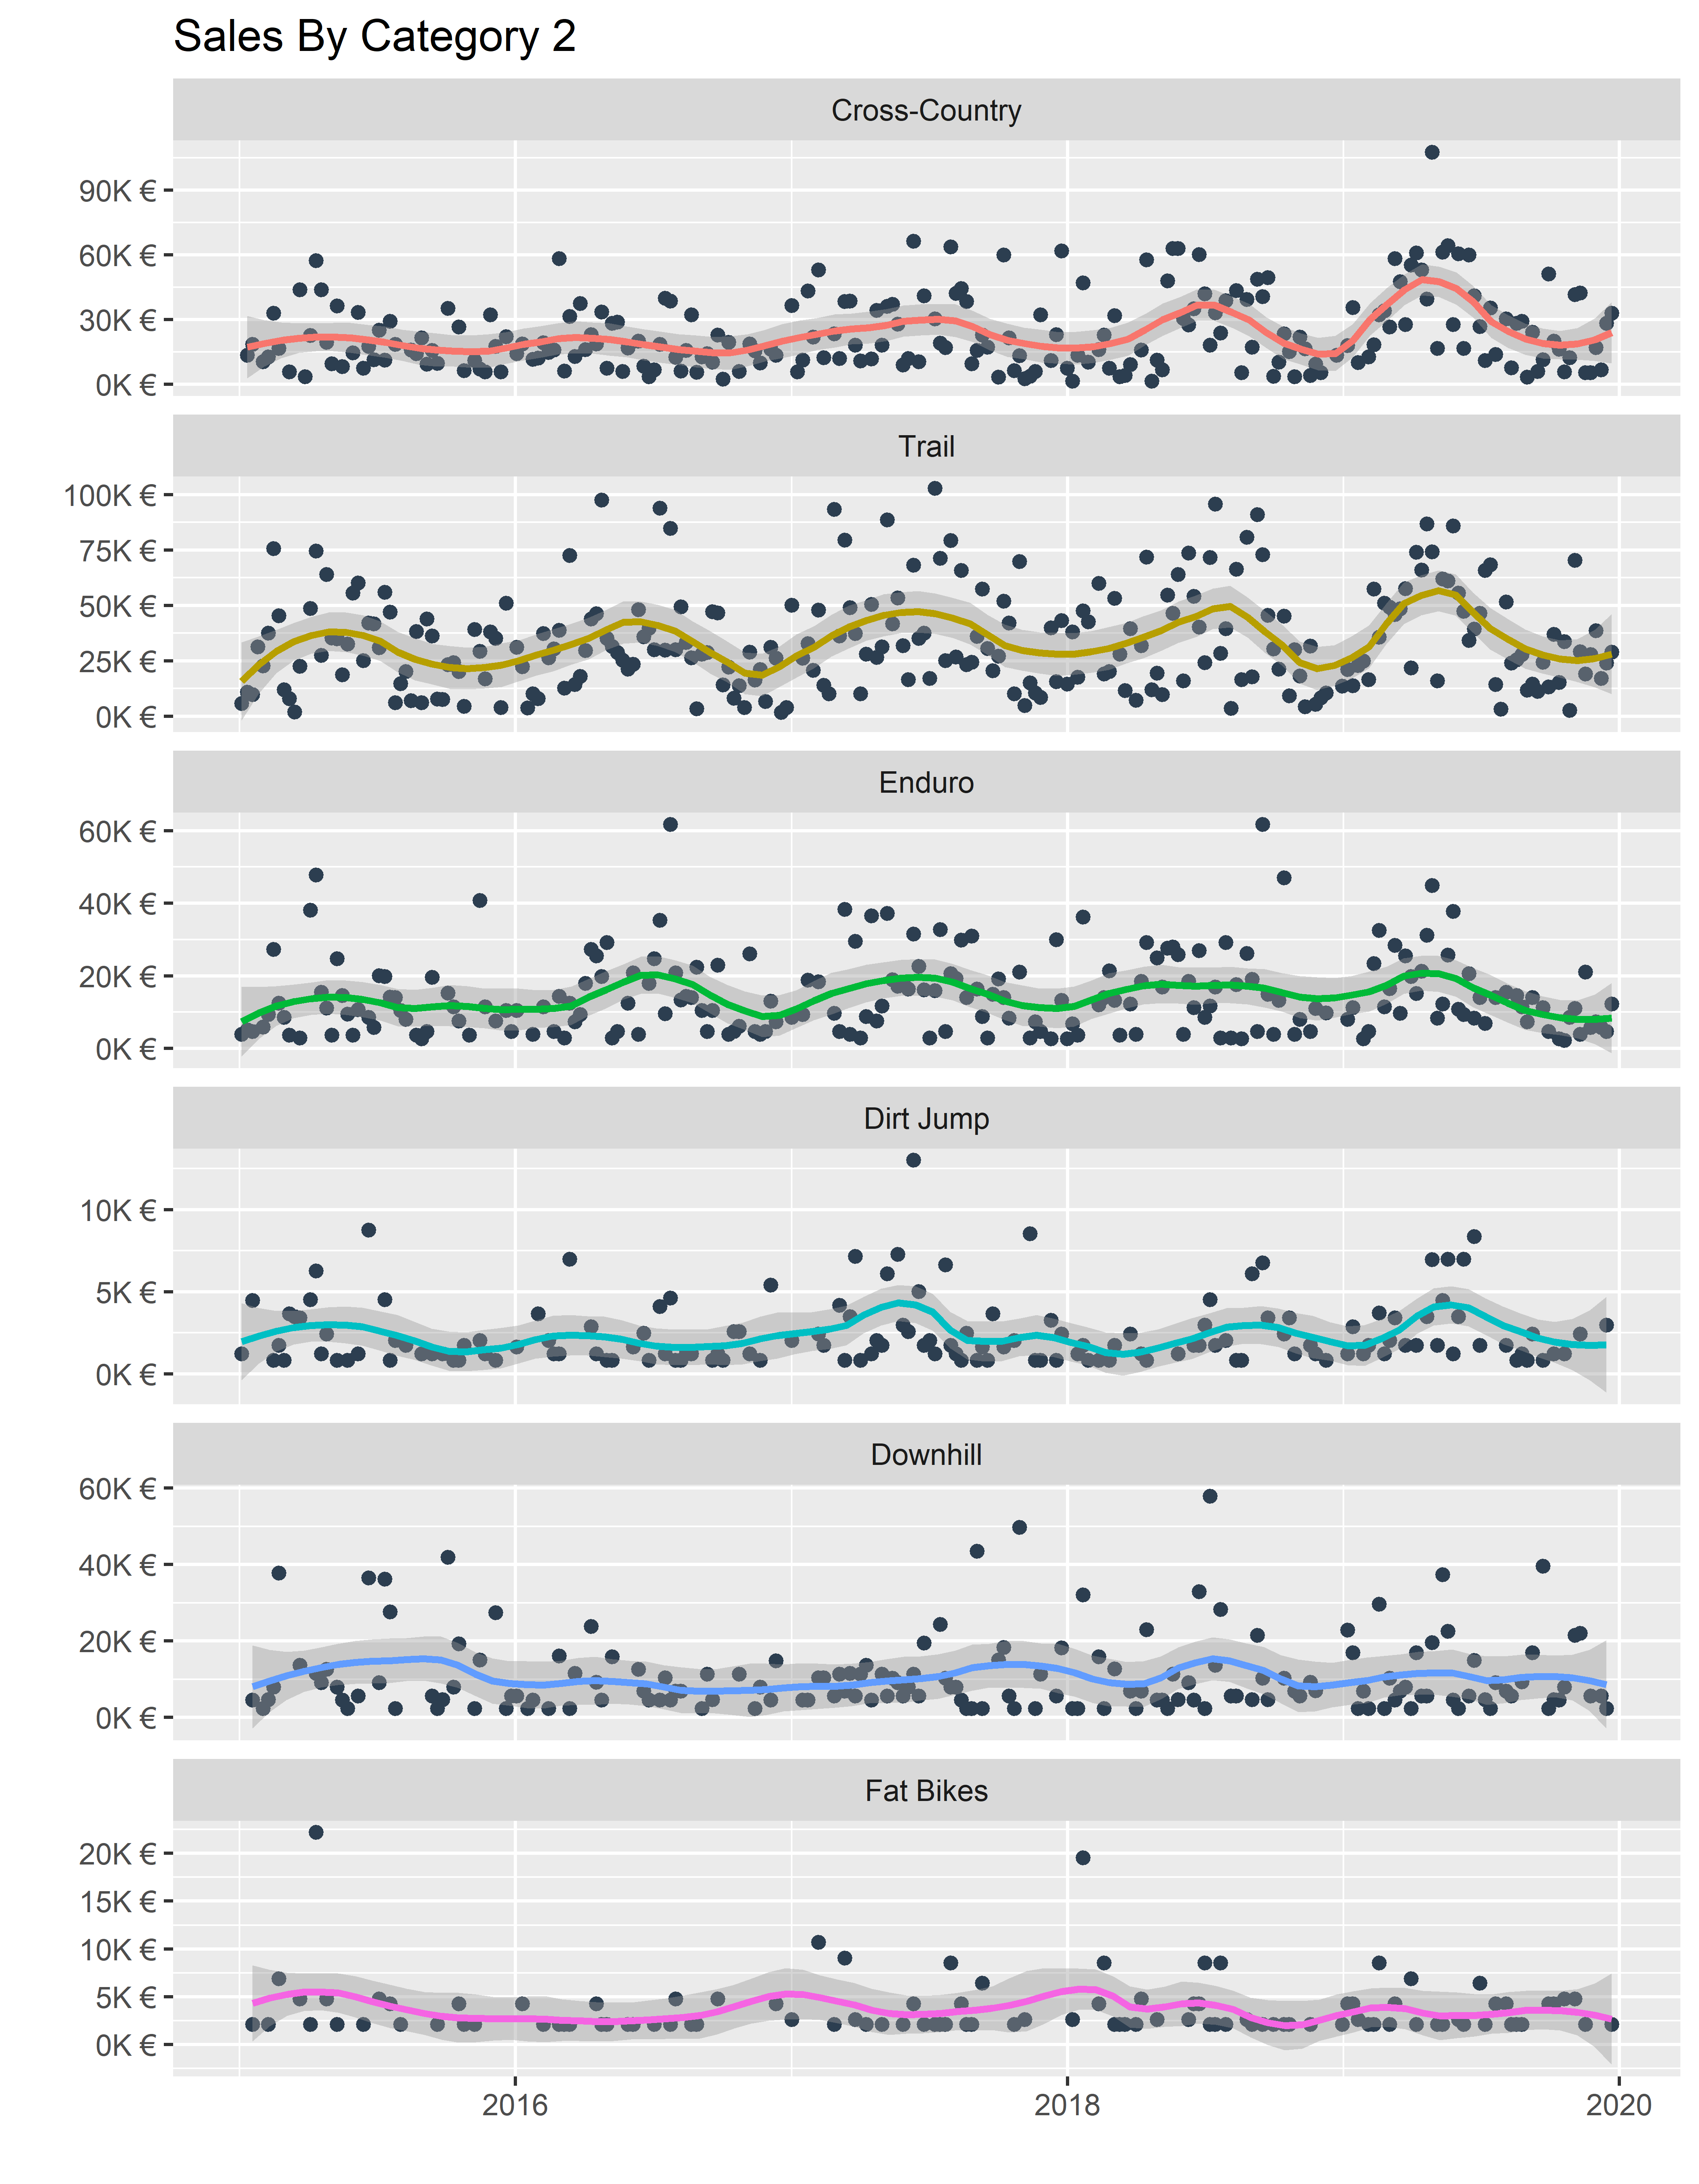 Sales By Category 2
Cross-Country
90K €
60K €
30K €
0K €
Trail
100K €
75K €
50K €
25K €
0K €
Enduro
60K €
40K €
20K €
0K €
Dirt Jump
10K €
5K €
0K €
Downhill
60K €
40K €
20K €
0K €
Fat Bikes
20K €
15K €
10K €
5K €
0K €
2016 2018 2020